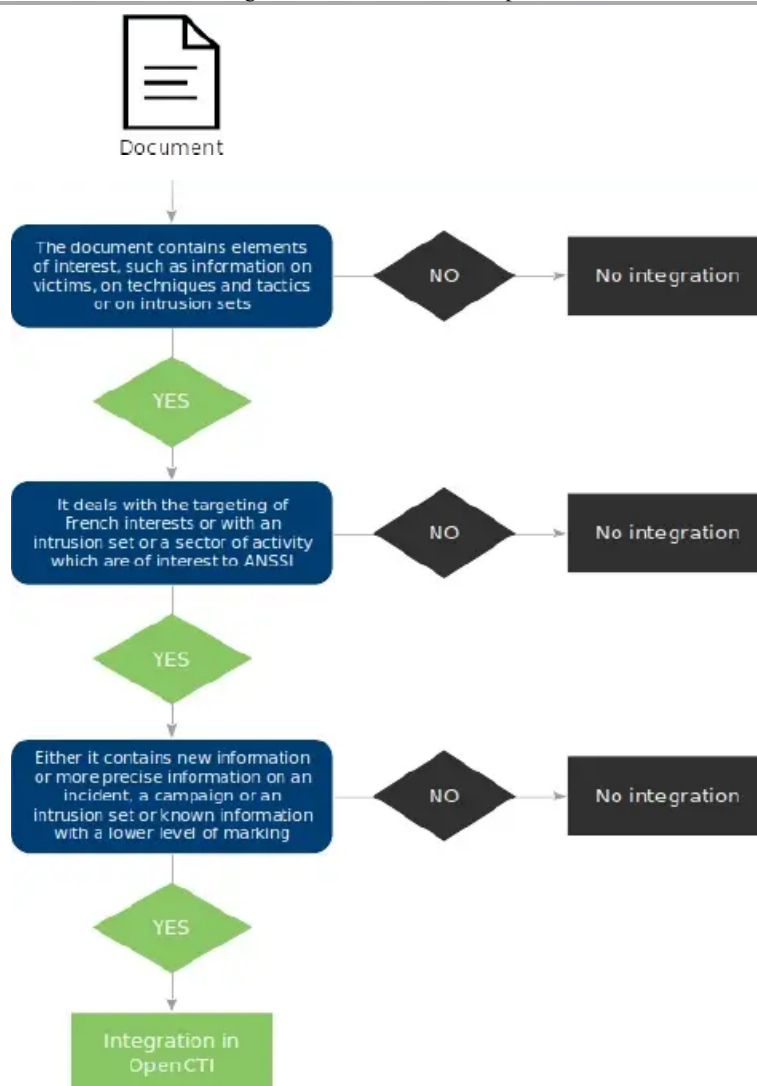 Document
The document contains elements
of interest, such as information on
victims, on techniques and tactics
or on intrusion sets
NO
No integration
YES
It deals with the targeting of
French interests or with an
intrusion set or a sector of activity
which are of interest to ANSSI
NO
No integration
YES
Either it contains new information
or more precise information on an
incident, a campaign or an
intrusion set or known information
with a lower level of marking
NO
No integration
YES
Integration in
OpenCTI